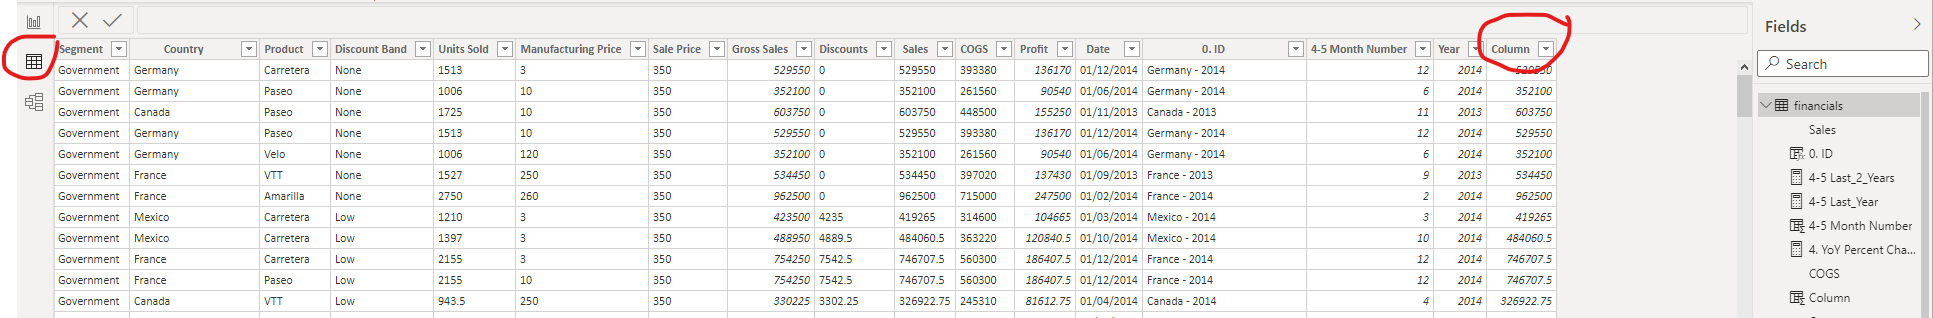 Segment Country Product Discount Band Units Sold Manufacturing Price Sale Price Gross Sales Discounts Sales COGS Profit Date 0. ID 4-5 Month Number Year Column
Government Germany Carretera None 1513 3 350 529550 0 529550 393380 136170 01/12/2014 Germany - 2014 12 2014 529550
Government Germany Paseo None 1006 10 350 352100 0 352100 261560 90540 01/06/2014 Germany - 2014 6 2014 352100
Government Canada Paseo None 1725 10 350 603750 0 603750 448500 155250 01/11/2013 Canada - 2013 11 2013 603750
Government Germany Paseo None 1513 10 350 529550 0 529550 393380 136170 01/12/2014 Germany - 2014 12 2014 529550
Government Germany Velo None 1006 120 350 352100 0 352100 261560 90540 01/06/2014 Germany - 2014 6 2014 352100
Government France VTT None 1527 250 350 534450 0 534450 397020 137430 01/09/2013 France - 2013 9 2013 534450
Government France Amarilla None 2750 260 350 962500 0 962500 715000 247500 01/02/2014 France - 2014 2 2014 962500
Government Mexico Carretera Low 1210 3 350 423500 4235 419265 314600 104665 01/03/2014 Mexico - 2014 3 2014 419265
Government Mexico Carretera Low 1397 3 350 488950 4889.5 484060.5 363220 120840.5 01/10/2014 Mexico - 2014 10 2014 484060.5
Government France Carretera Low 2155 3 350 754250 7542.5 746707.5 560300 186407.5 01/12/2014 France - 2014 12 2014 746707.5
Government France Paseo Low 2155 10 350 754250 7542.5 746707.5 560300 186407.5 01/12/2014 France - 2014 12 2014 746707.5
Government Canada VTT Low 943.5 250 350 330225 3302.25 326922.75 245310 81612.75 01/04/2014 Canada - 2014 4 2014 326922.75
Fields
Search
financials
Sales
0. ID
4-5 Last_2_Years
4-5 Last_Year
4-5 Month Number
4. YoY Percent Cha...
COGS
Column